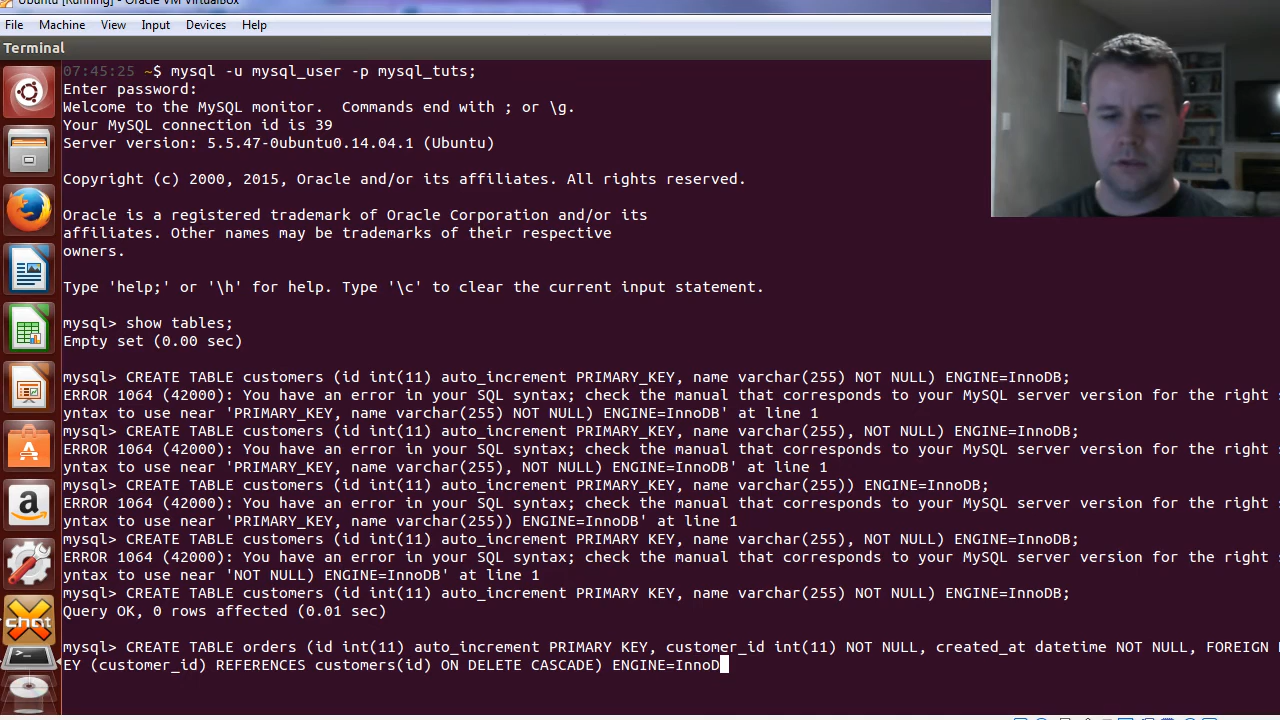 Ubuntu [Running] - Oracle VM VirtualBox
File Machine View Input Devices Help
Terminal
07:45:25 ~$ mysql -u mysql_user -p mysql_tuts;
Enter password:
Welcome to the MySQL monitor.  Commands end with ; or \g.
Your MySQL connection id is 39
Server version: 5.5.47-0ubuntu0.14.04.1 (Ubuntu)
Copyright (c) 2000, 2015, Oracle and/or its affiliates. All rights reserved.
Oracle is a registered trademark of Oracle Corporation and/or its
affiliates. Other names may be trademarks of their respective
owners.
Type 'help;' or '\h' for help. Type '\c' to clear the current input statement.
mysql> show tables;
Empty set (0.00 sec)
mysql> CREATE TABLE customers (id int(11) auto_increment PRIMARY_KEY, name varchar(255) NOT NULL) ENGINE=InnoDB;
ERROR 1064 (42000): You have an error in your SQL syntax; check the manual that corresponds to your MySQL server version for the right s
yntax to use near 'PRIMARY_KEY, name varchar(255) NOT NULL) ENGINE=InnoDB' at line 1
mysql> CREATE TABLE customers (id int(11) auto_increment PRIMARY_KEY, name varchar(255), NOT NULL) ENGINE=InnoDB;
ERROR 1064 (42000): You have an error in your SQL syntax; check the manual that corresponds to your MySQL server version for the right s
yntax to use near 'PRIMARY_KEY, name varchar(255), NOT NULL) ENGINE=InnoDB' at line 1
mysql> CREATE TABLE customers (id int(11) auto_increment PRIMARY_KEY, name varchar(255)) ENGINE=InnoDB;
ERROR 1064 (42000): You have an error in your SQL syntax; check the manual that corresponds to your MySQL server version for the right s
yntax to use near 'PRIMARY_KEY, name varchar(255)) ENGINE=InnoDB' at line 1
mysql> CREATE TABLE customers (id int(11) auto_increment PRIMARY KEY, name varchar(255), NOT NULL) ENGINE=InnoDB;
ERROR 1064 (42000): You have an error in your SQL syntax; check the manual that corresponds to your MySQL server version for the right s
yntax to use near 'NOT NULL) ENGINE=InnoDB' at line 1
mysql> CREATE TABLE customers (id int(11) auto_increment PRIMARY KEY, name varchar(255) NOT NULL) ENGINE=InnoDB;
Query OK, 0 rows affected (0.01 sec)
mysql> CREATE TABLE orders (id int(11) auto_increment PRIMARY KEY, customer_id int(11) NOT NULL, created_at datetime NOT NULL, FOREIGN K
EY (customer_id) REFERENCES customers(id) ON DELETE CASCADE) ENGINE=InnoD
chat